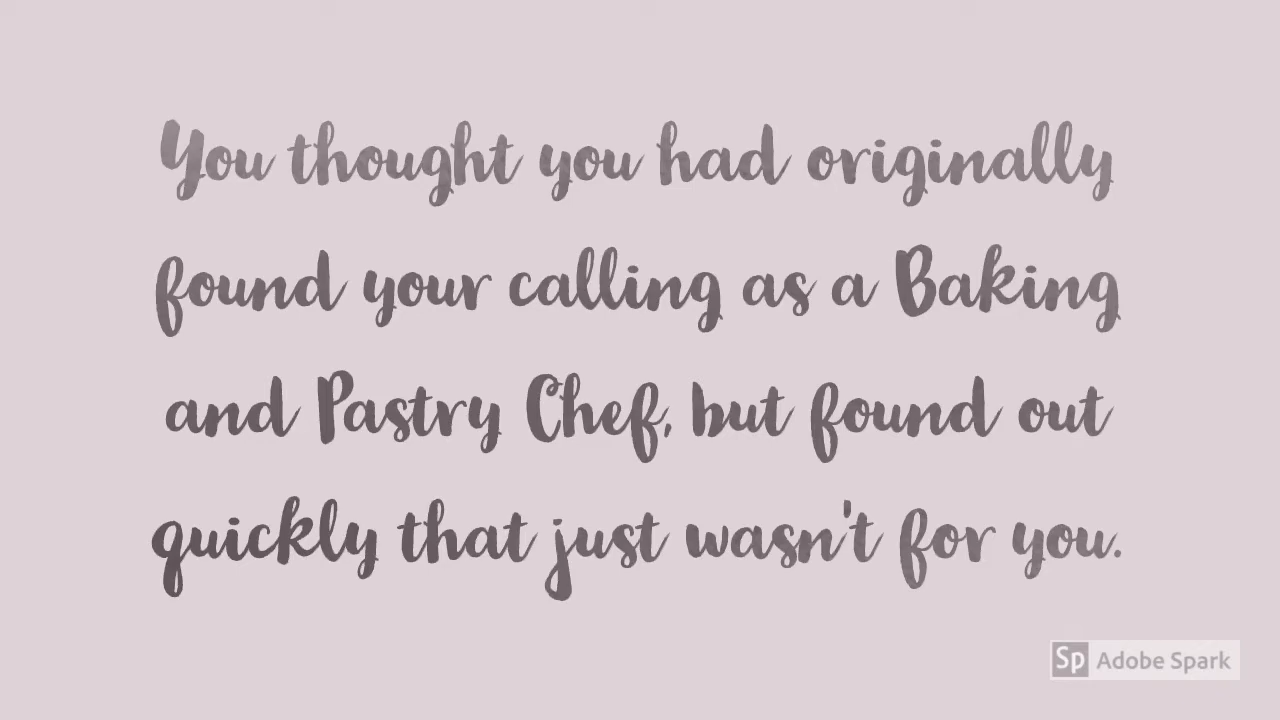 You thought you had originally
found your calling as a Baking
and Pastry Chef, but found out
quickly that just wasn't for you.
Sp Adobe Spark